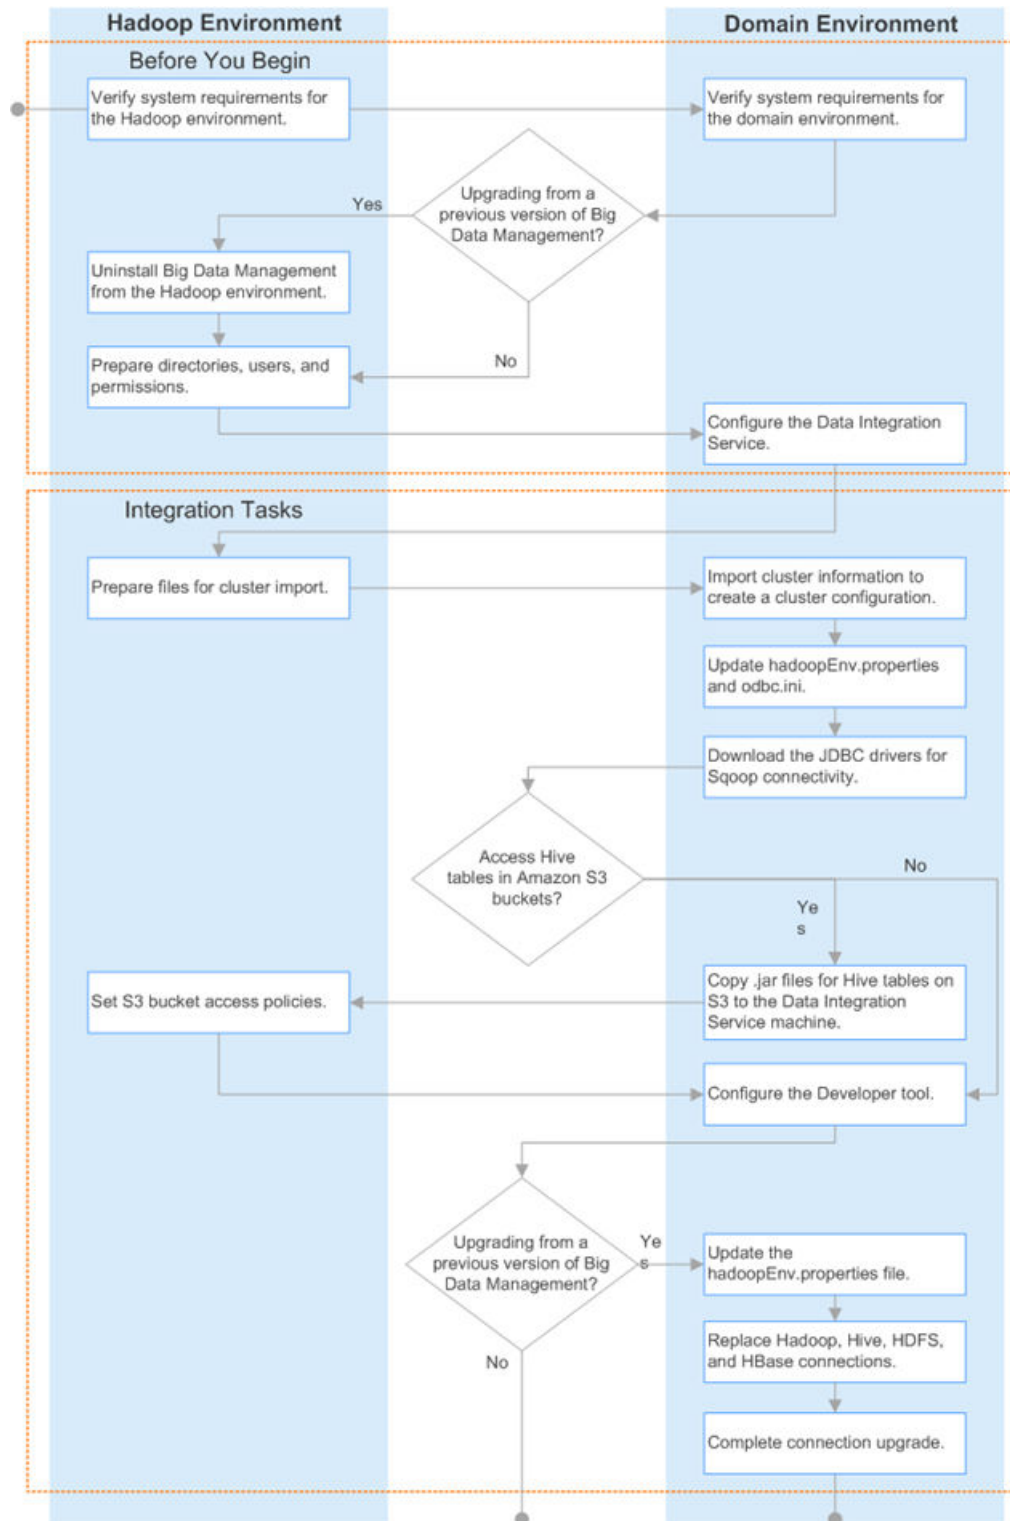 Hadoop Environment
Domain Environment
Before You Begin
Verify system requirements for
the Hadoop environment.
Verify system requirements for
the domain environment.
Upgrading from a
previous version of Big
Data Management?
Yes
Uninstall Big Data Management
from the Hadoop environment.
No
Prepare directories, users, and
permissions.
Configure the Data Integration
Service.
Integration Tasks
Prepare files for cluster import.
Import cluster information to
create a cluster configuration.
Update hadoopEnv.properties
and odbc.ini.
Download the JDBC drivers for
Sqoop connectivity.
Access Hive
tables in Amazon S3
buckets?
No
Ye
s
Copy .jar files for Hive tables on
S3 to the Data Integration
Service machine.
Set S3 bucket access policies.
Configure the Developer tool.
Upgrading from a
previous version of Big
Data Management?
Ye
s
Update the
hadoopEnv.properties file.
Replace Hadoop, Hive, HDFS,
and HBase connections.
No
Complete connection upgrade.